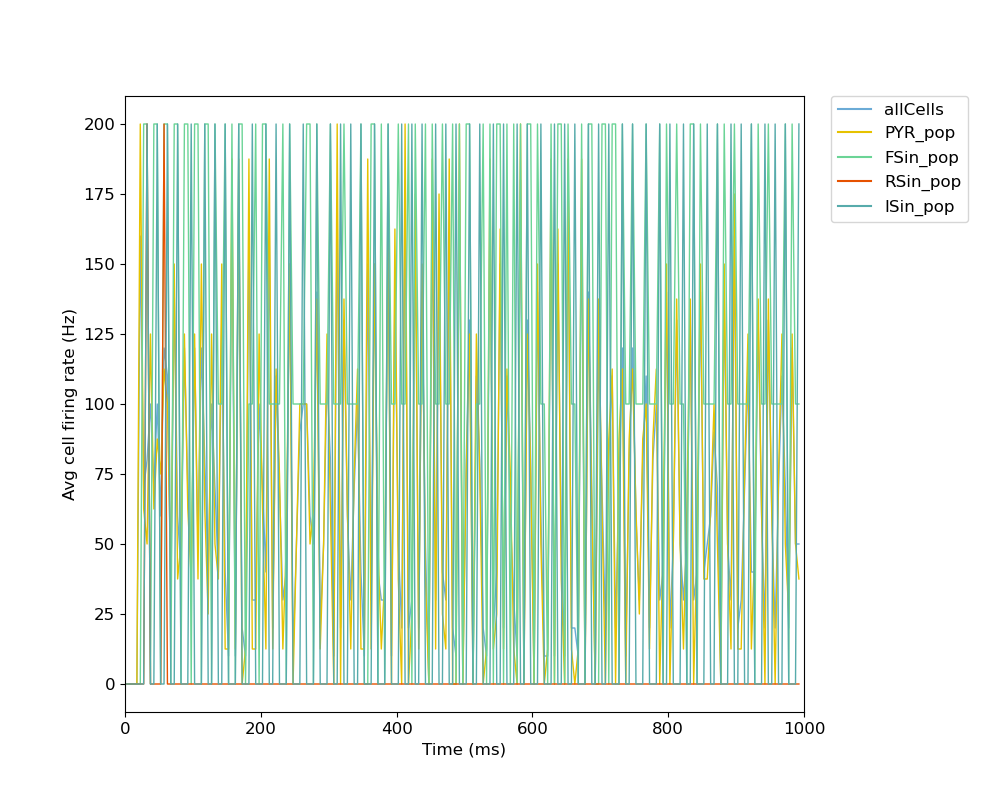 200
175
150
125
100
75
50
25
0
Avg cell firing rate (Hz)
0 200 400 600 800 1000
Time (ms)
allCells
PYR_pop
FSin_pop
RSin_pop
ISin_pop